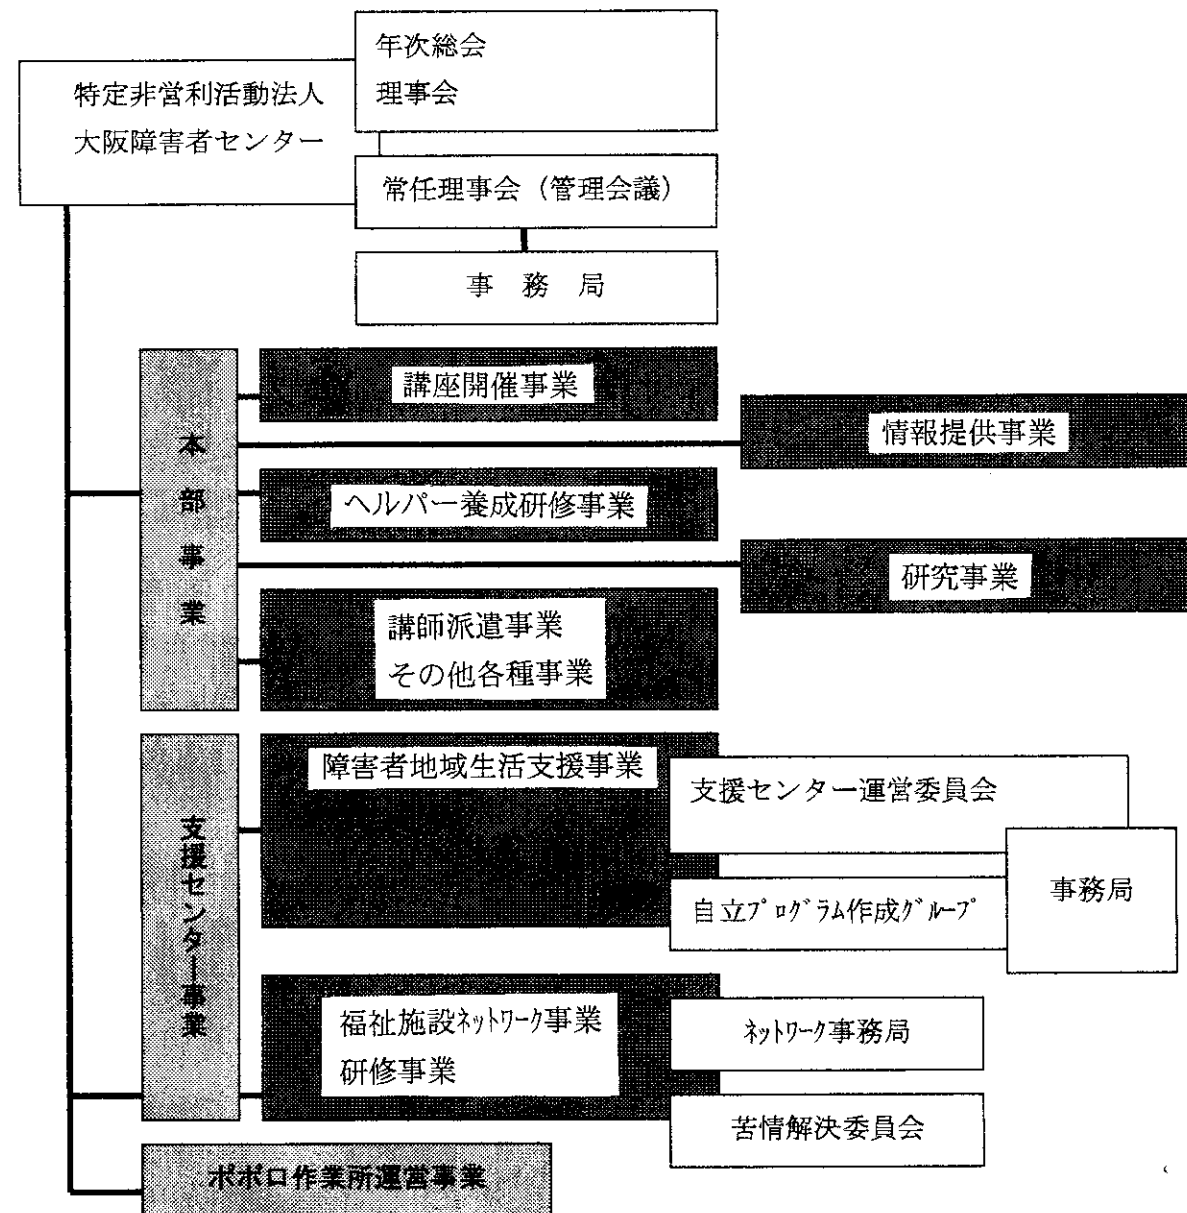 年次総会
理事会
特定非営利活動法人
大阪障害者センター
常任理事会（管理会議）
事　務　局
本部事業
講座開催事業
情報提供事業
ヘルパー養成研修事業
研究事業
講師派遣事業
その他各種事業
支援センター事業
障害者地域生活支援事業
支援センター運営委員会
事務局
自立ﾌﾟﾛｸﾞﾗﾑ作成ｸﾞﾙｰﾌﾟ
福祉施設ﾈｯﾄﾜｰｸ事業
研修事業
ﾈｯﾄﾜｰｸ事務局
苦情解決委員会
ポポロ作業所運営事業